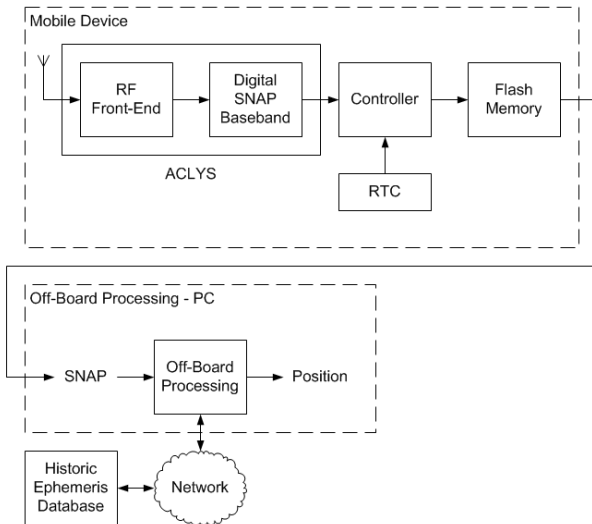 Mobile Device
RF
Front-End
Digital
SNAP
Baseband
Controller
Flash
Memory
ACLYS
RTC
Off-Board Processing - PC
SNAP
Off-Board
Processing
Position
Historic
Ephemeris
Database
Network